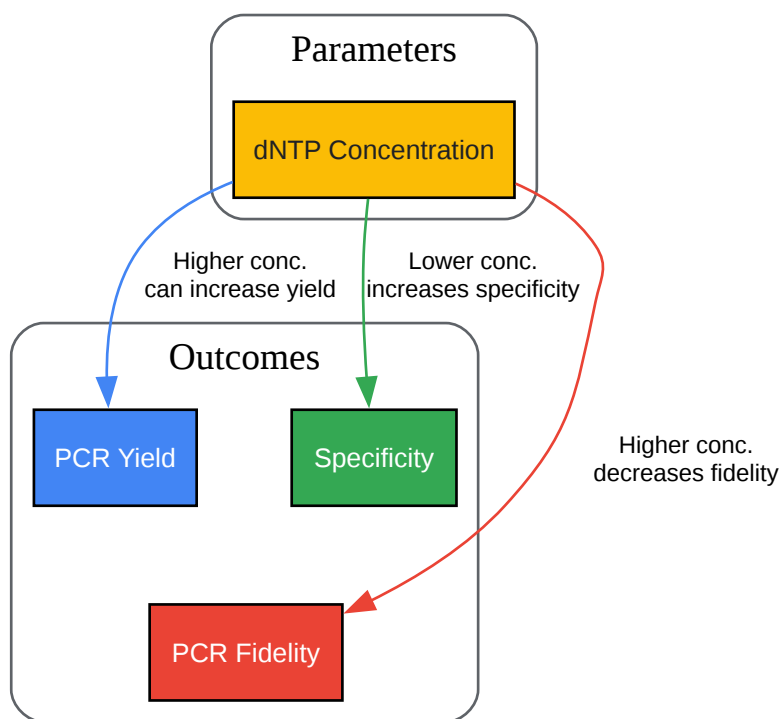 Parameters
dNTP Concentration
Higher conc.
can increase yield
Lower conc.
increases specificity
Outcomes
PCR Yield
Specificity
Higher conc.
decreases fidelity
PCR Fidelity